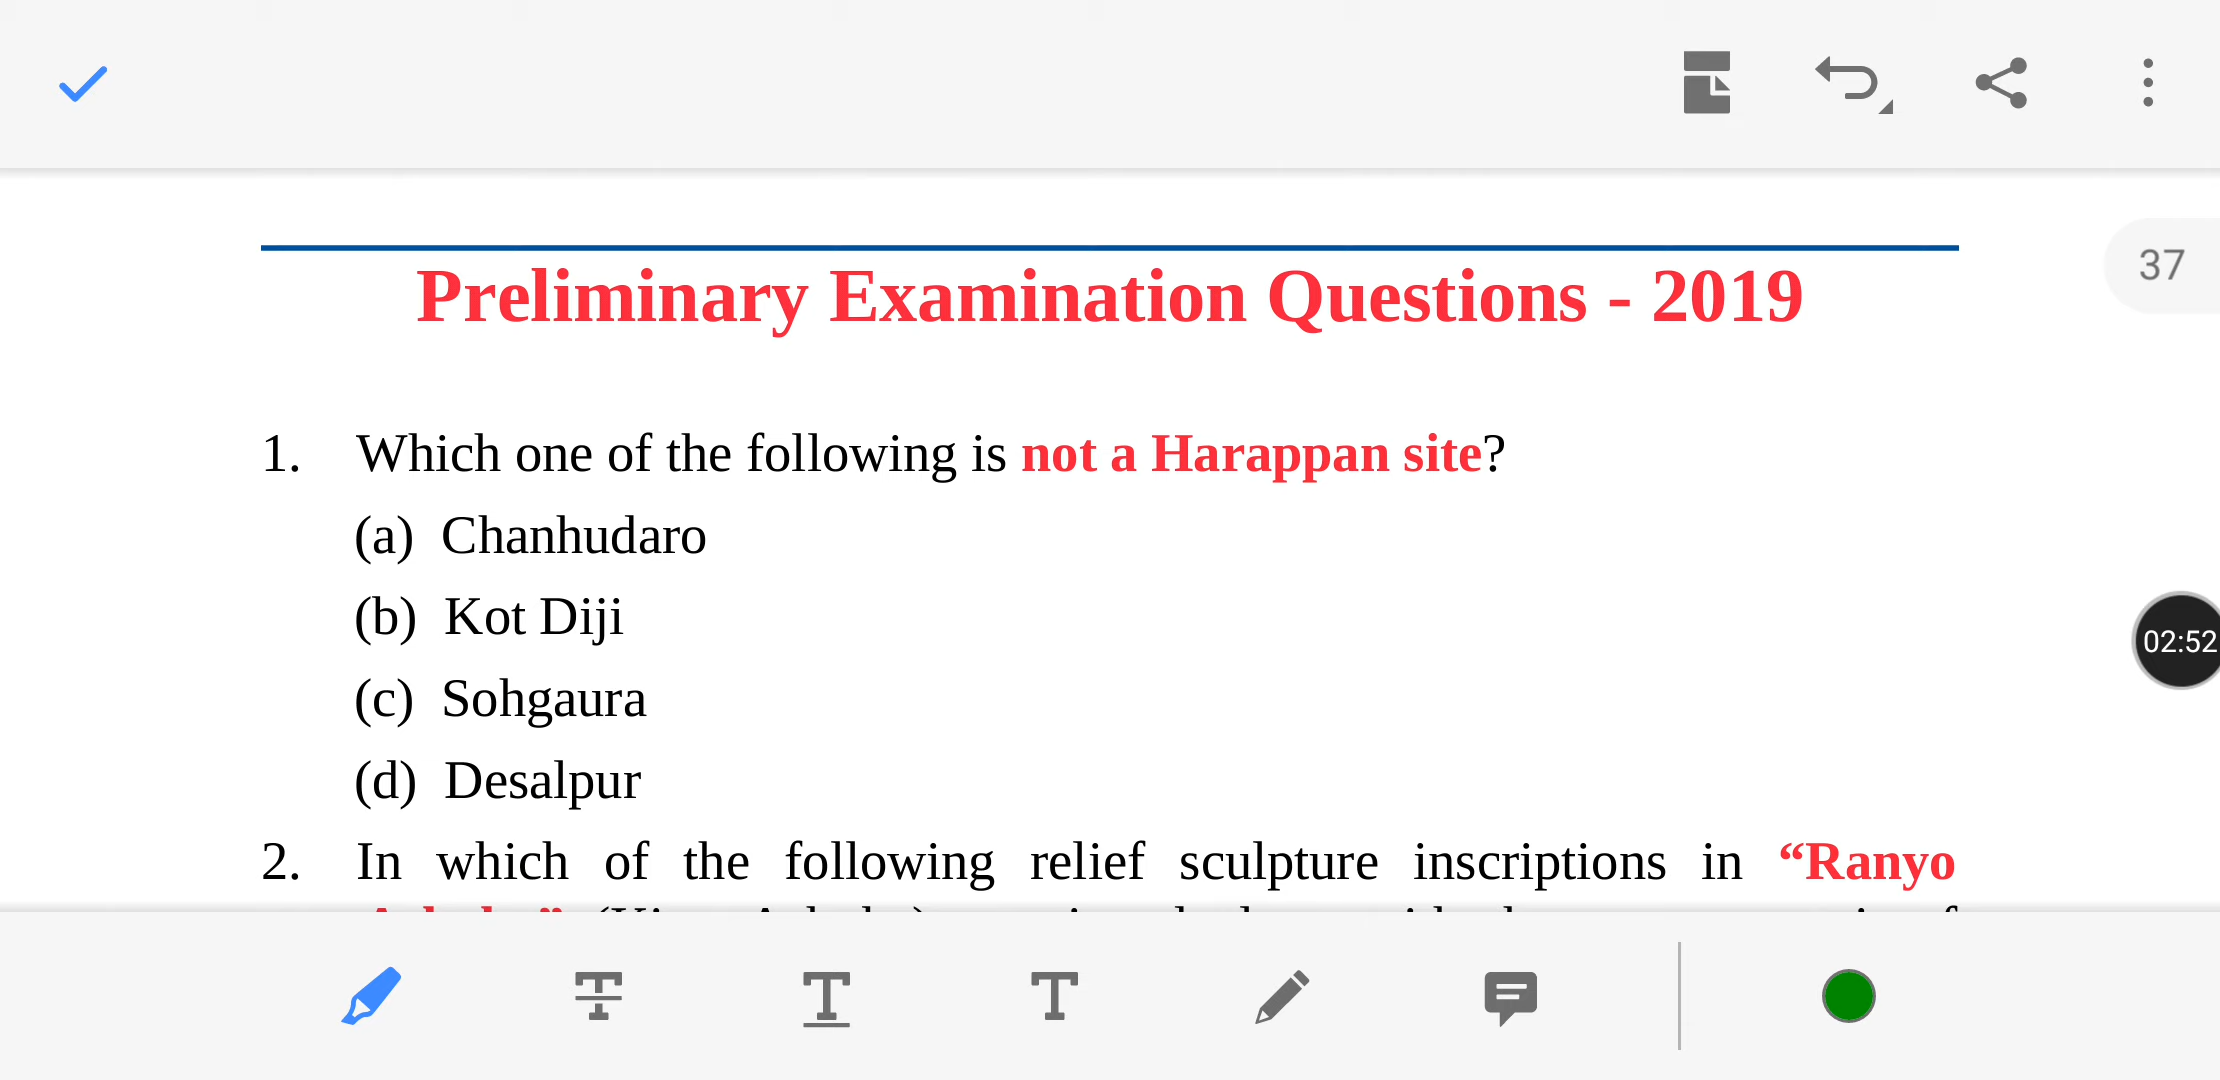 Preliminary Examination Questions - 2019
37
1. Which one of the following is not a Harappan site?
(a) Chanhudaro
(b) Kot Diji
(c) Sohgaura
02:52
(d) Desalpur
2. In which of the following relief sculpture inscriptions in “Ranyo